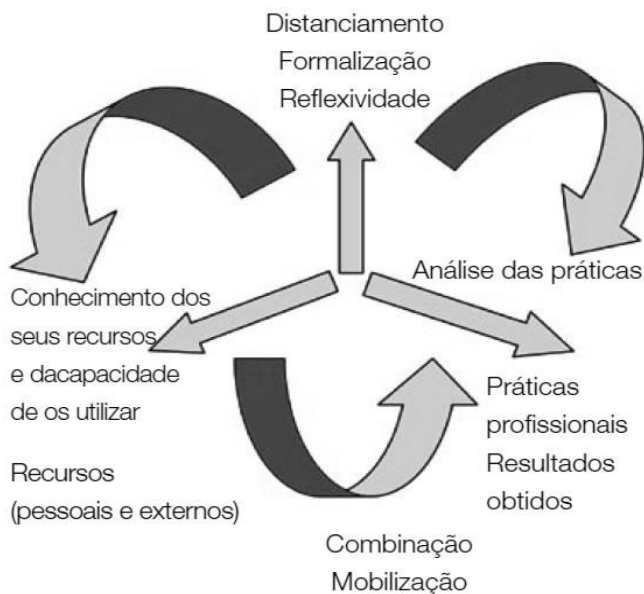 Distanciamento
Formalização
Reflexividade
Análise das práticas
Conhecimento dos
seus recursos
e dacapacidade
de os utilizar
Práticas
profissionais
Resultados
obtidos
Recursos
(pessoais e externos)
Combinação
Mobilização